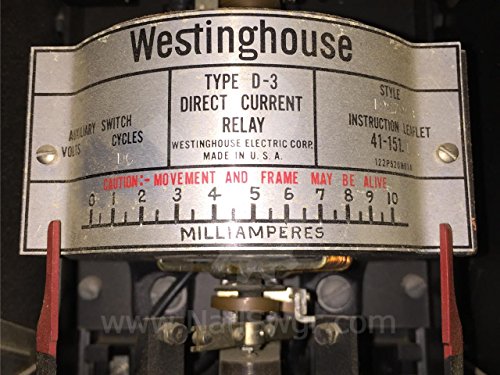 Westinghouse
TYPE D-3
DIRECT CURRENT
RELAY
WESTINGHOUSE ELECTRIC CORP.
MADE IN U.S.A.
AUXILIARY SWITCH
VOLTS CYCLES
DC
STYLE
INSTRUCTION LEAFLET
41-151
CAUTION:- MOVEMENT AND FRAME MAY BE ALIVE
0 1 2 3 4 5 6 7 8 9 10
MILLIAMPERES